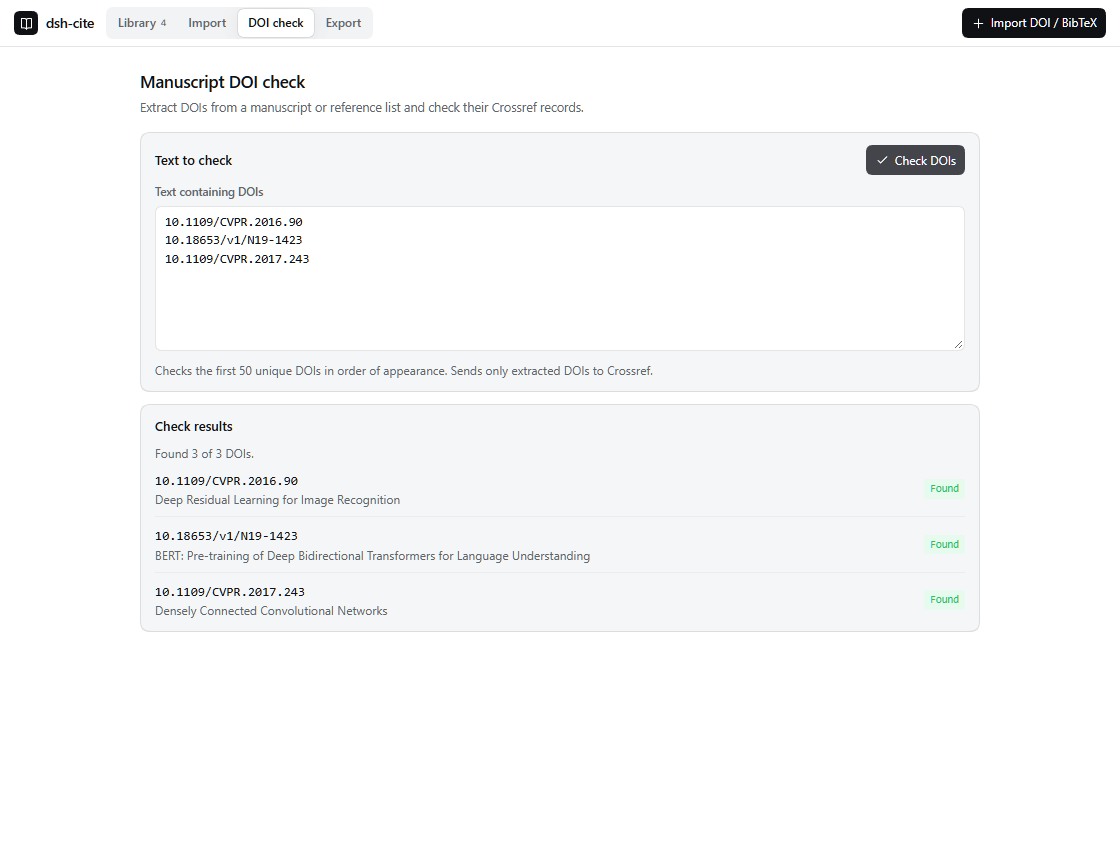 dsh-cite
Library 4
Import
DOI check
Export
Import DOI / BibTeX
Manuscript DOI check
Extract DOIs from a manuscript or reference list and check their Crossref records.
Text to check
Check DOIs
Text containing DOIs
10.1109/CVPR.2016.90
10.18653/v1/N19-1423
10.1109/CVPR.2017.243
Checks the first 50 unique DOIs in order of appearance. Sends only extracted DOIs to Crossref.
Check results
Found 3 of 3 DOIs.
10.1109/CVPR.2016.90
Found
Deep Residual Learning for Image Recognition
10.18653/v1/N19-1423
Found
BERT: Pre-training of Deep Bidirectional Transformers for Language Understanding
10.1109/CVPR.2017.243
Found
Densely Connected Convolutional Networks